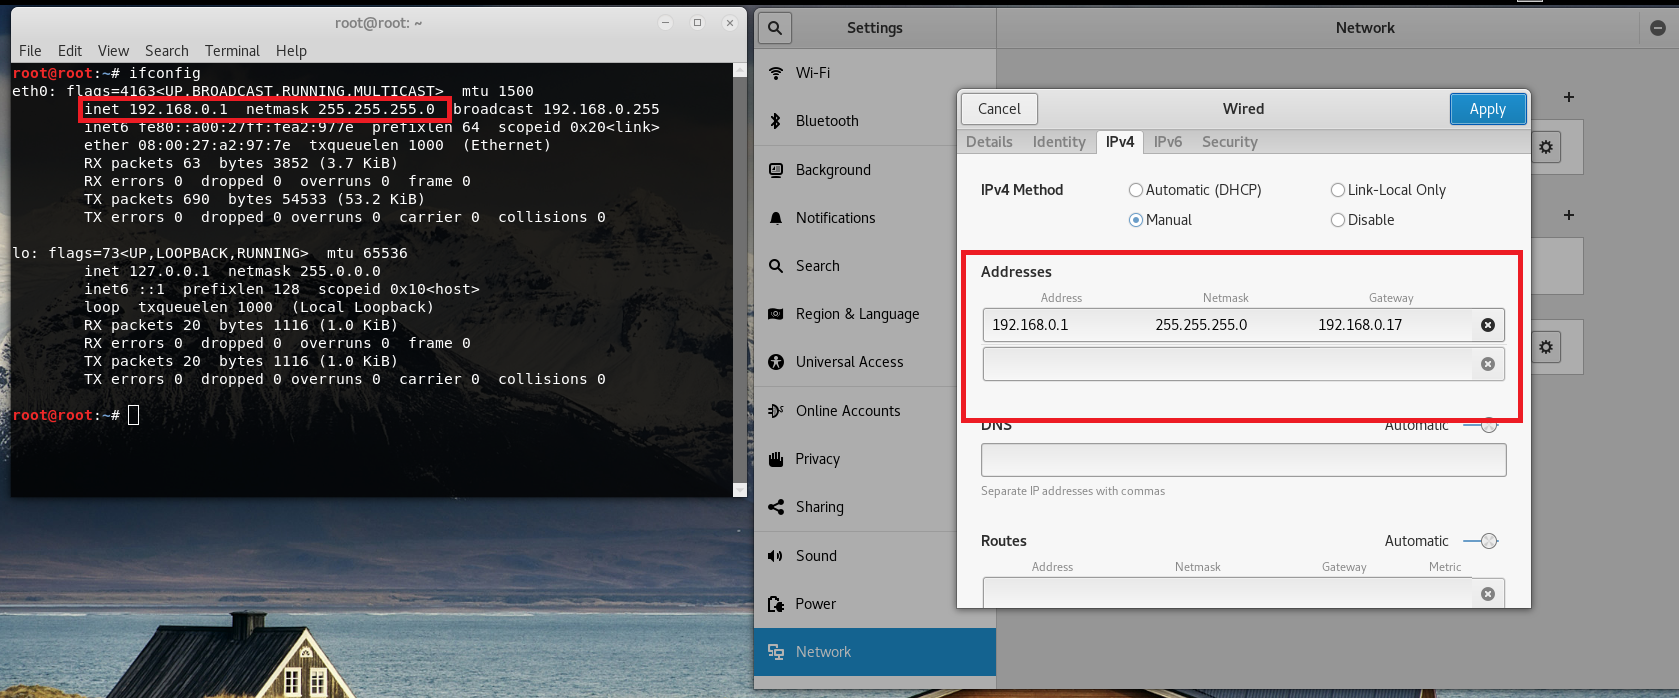 root@root: ~
File Edit View Search Terminal Help
root@root:~# ifconfig
eth0: flags=4163<UP,BROADCAST,RUNNING,MULTICAST>  mtu 1500
        inet 192.168.0.1  netmask 255.255.255.0  broadcast 192.168.0.255
        inet6 fe80::a00:27ff:fea2:977e  prefixlen 64  scopeid 0x20<link>
        ether 08:00:27:a2:97:7e  txqueuelen 1000  (Ethernet)
        RX packets 63  bytes 3852 (3.7 KiB)
        RX errors 0  dropped 0  overruns 0  frame 0
        TX packets 690  bytes 54533 (53.2 KiB)
        TX errors 0  dropped 0 overruns 0  carrier 0  collisions 0
lo: flags=73<UP,LOOPBACK,RUNNING>  mtu 65536
        inet 127.0.0.1  netmask 255.0.0.0
        inet6 ::1  prefixlen 128  scopeid 0x10<host>
        loop  txqueuelen 1000  (Local Loopback)
        RX packets 20  bytes 1116 (1.0 KiB)
        RX errors 0  dropped 0  overruns 0  frame 0
        TX packets 20  bytes 1116 (1.0 KiB)
        TX errors 0  dropped 0 overruns 0  carrier 0  collisions 0
root@root:~#
Settings
Network
Wi-Fi
Bluetooth
Background
Notifications
Search
Region & Language
Universal Access
Online Accounts
Privacy
Sharing
Sound
Power
Network
Cancel Wired Apply
Details Identity IPv4 IPv6 Security
IPv4 Method Automatic (DHCP) Link-Local Only
Manual Disable
Addresses
Address Netmask Gateway
192.168.0.1 255.255.255.0 192.168.0.17
DNS Automatic
Separate IP addresses with commas
Routes Automatic
Address Netmask Gateway Metric